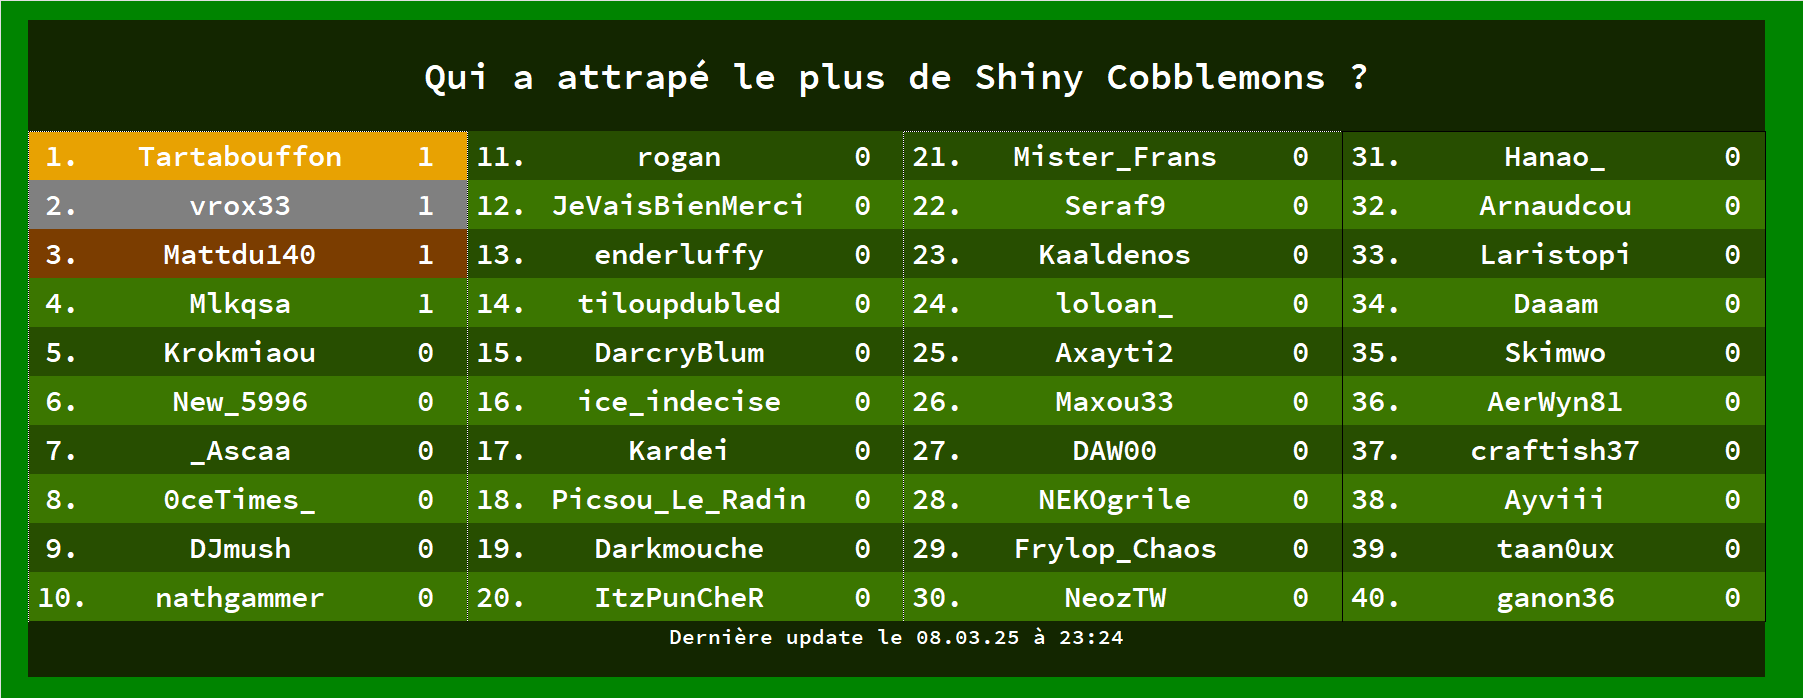 Qui a attrapé le plus de Shiny Cobblemons ?
1. Tartabouffon 1
2. vrox33 1
3. Mattdu140 1
4. Mlkqsa 1
5. Krokmiaou 0
6. New_5996 0
7. _Ascaa 0
8. 0ceTimes_ 0
9. DJmush 0
10. nathgammer 0
11. rogan 0
12. JeVaisBienMerci 0
13. enderluffy 0
14. tiloupdubled 0
15. DarcryBlum 0
16. ice_indecise 0
17. Kardei 0
18. Picsou_Le_Radin 0
19. Darkmouche 0
20. ItzPunCheR 0
21. Mister_Frans 0
22. Seraf9 0
23. Kaaldenos 0
24. loloan_ 0
25. Axayti2 0
26. Maxou33 0
27. DAW00 0
28. NEKOgrile 0
29. Frylop_Chaos 0
30. NeozTW 0
31. Hanao_ 0
32. Arnaudcou 0
33. Laristopi 0
34. Daaam 0
35. Skimwo 0
36. AerWyn81 0
37. craftish37 0
38. Ayviii 0
39. taan0ux 0
40. ganon36 0
Dernière update le 08.03.25 à 23:24